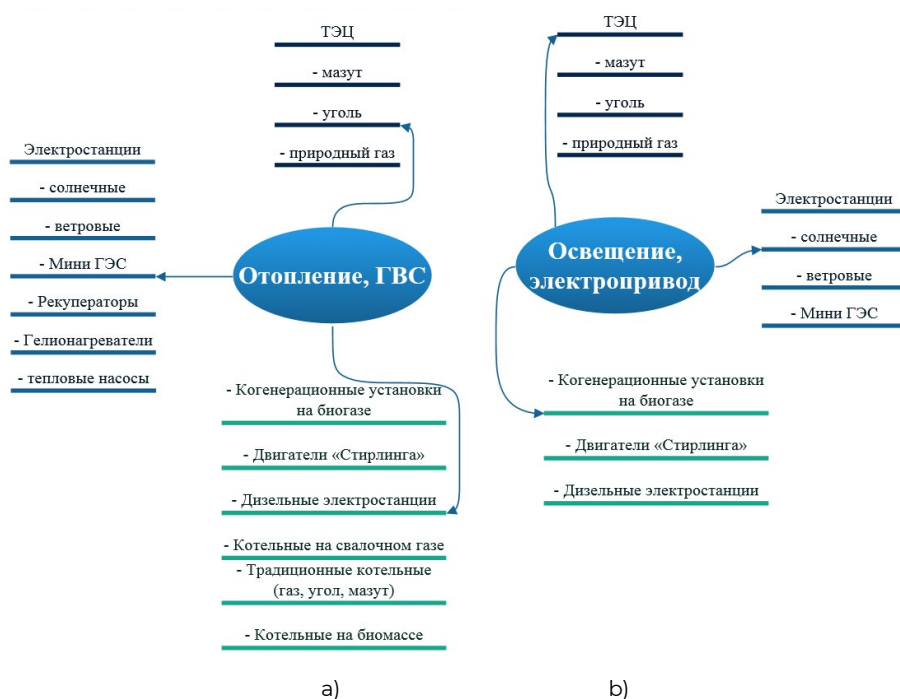 ТЭЦ
- мазут
- уголь
- природный газ
Электростанции
- солнечные
- ветровые
- Мини ГЭС
- Рекуператоры
- Гелионагреватели
- тепловые насосы
Отопление, ГВС
- Когенерационные установки
на биогазе
- Двигатели «Стирлинга»
- Дизельные электростанции
- Котельные на свалочном газе
- Традиционные котельные
(газ, угол, мазут)
- Котельные на биомассе
a)
ТЭЦ
- мазут
- уголь
- природный газ
Освещение,
электропривод
Электростанции
- солнечные
- ветровые
- Мини ГЭС
- Когенерационные установки
на биогазе
- Двигатели «Стирлинга»
- Дизельные электростанции
b)